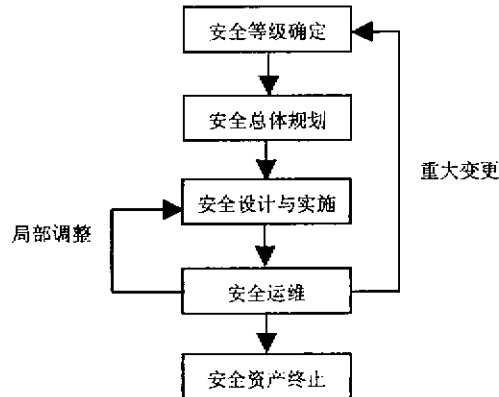 安全等级确定
安全总体规划
重大变更
安全设计与实施
局部调整
安全运维
安全资产终止